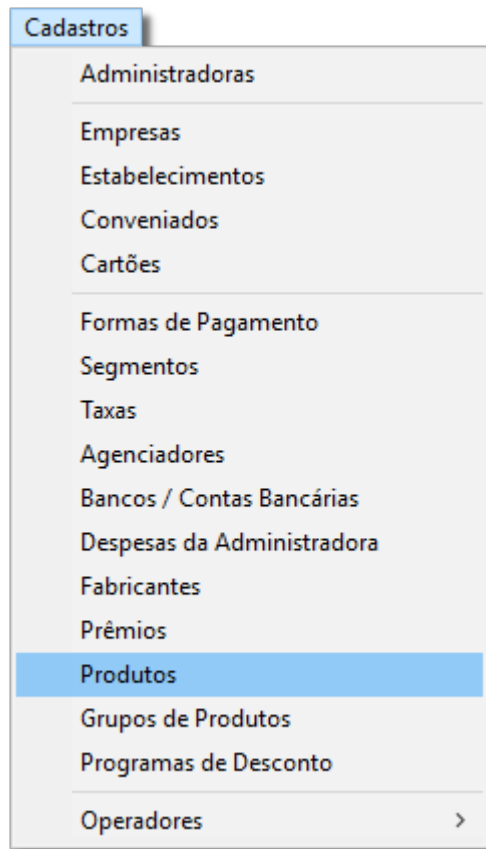 Cadastros
Administradoras
Empresas
Estabelecimentos
Conveniados
Cartões
Formas de Pagamento
Segmentos
Taxas
Agenciadores
Bancos / Contas Bancárias
Despesas da Administradora
Fabricantes
Prêmios
Produtos
Grupos de Produtos
Programas de Desconto
Operadores